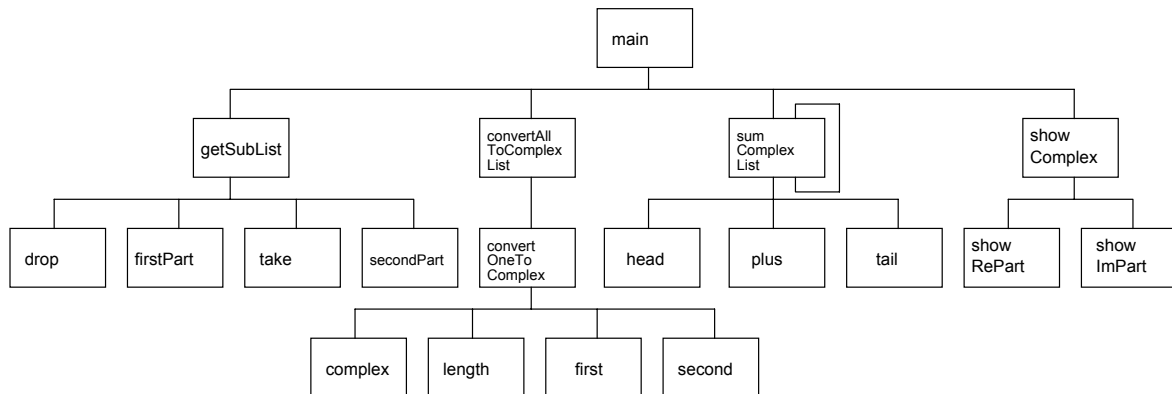 main
getSubList
convertAll
ToComplex
List
sum
Complex
List
show
Complex
drop
firstPart
take
secondPart
convert
OneTo
Complex
head
plus
tail
show
RePart
show
ImPart
complex
length
first
second